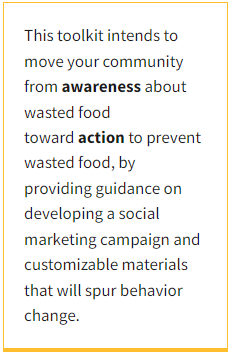 This toolkit intends to
move your community
from awareness about
wasted food
toward action to prevent
wasted food, by
providing guidance on
developing a social
marketing campaign and
customizable materials
that will spur behavior
change.